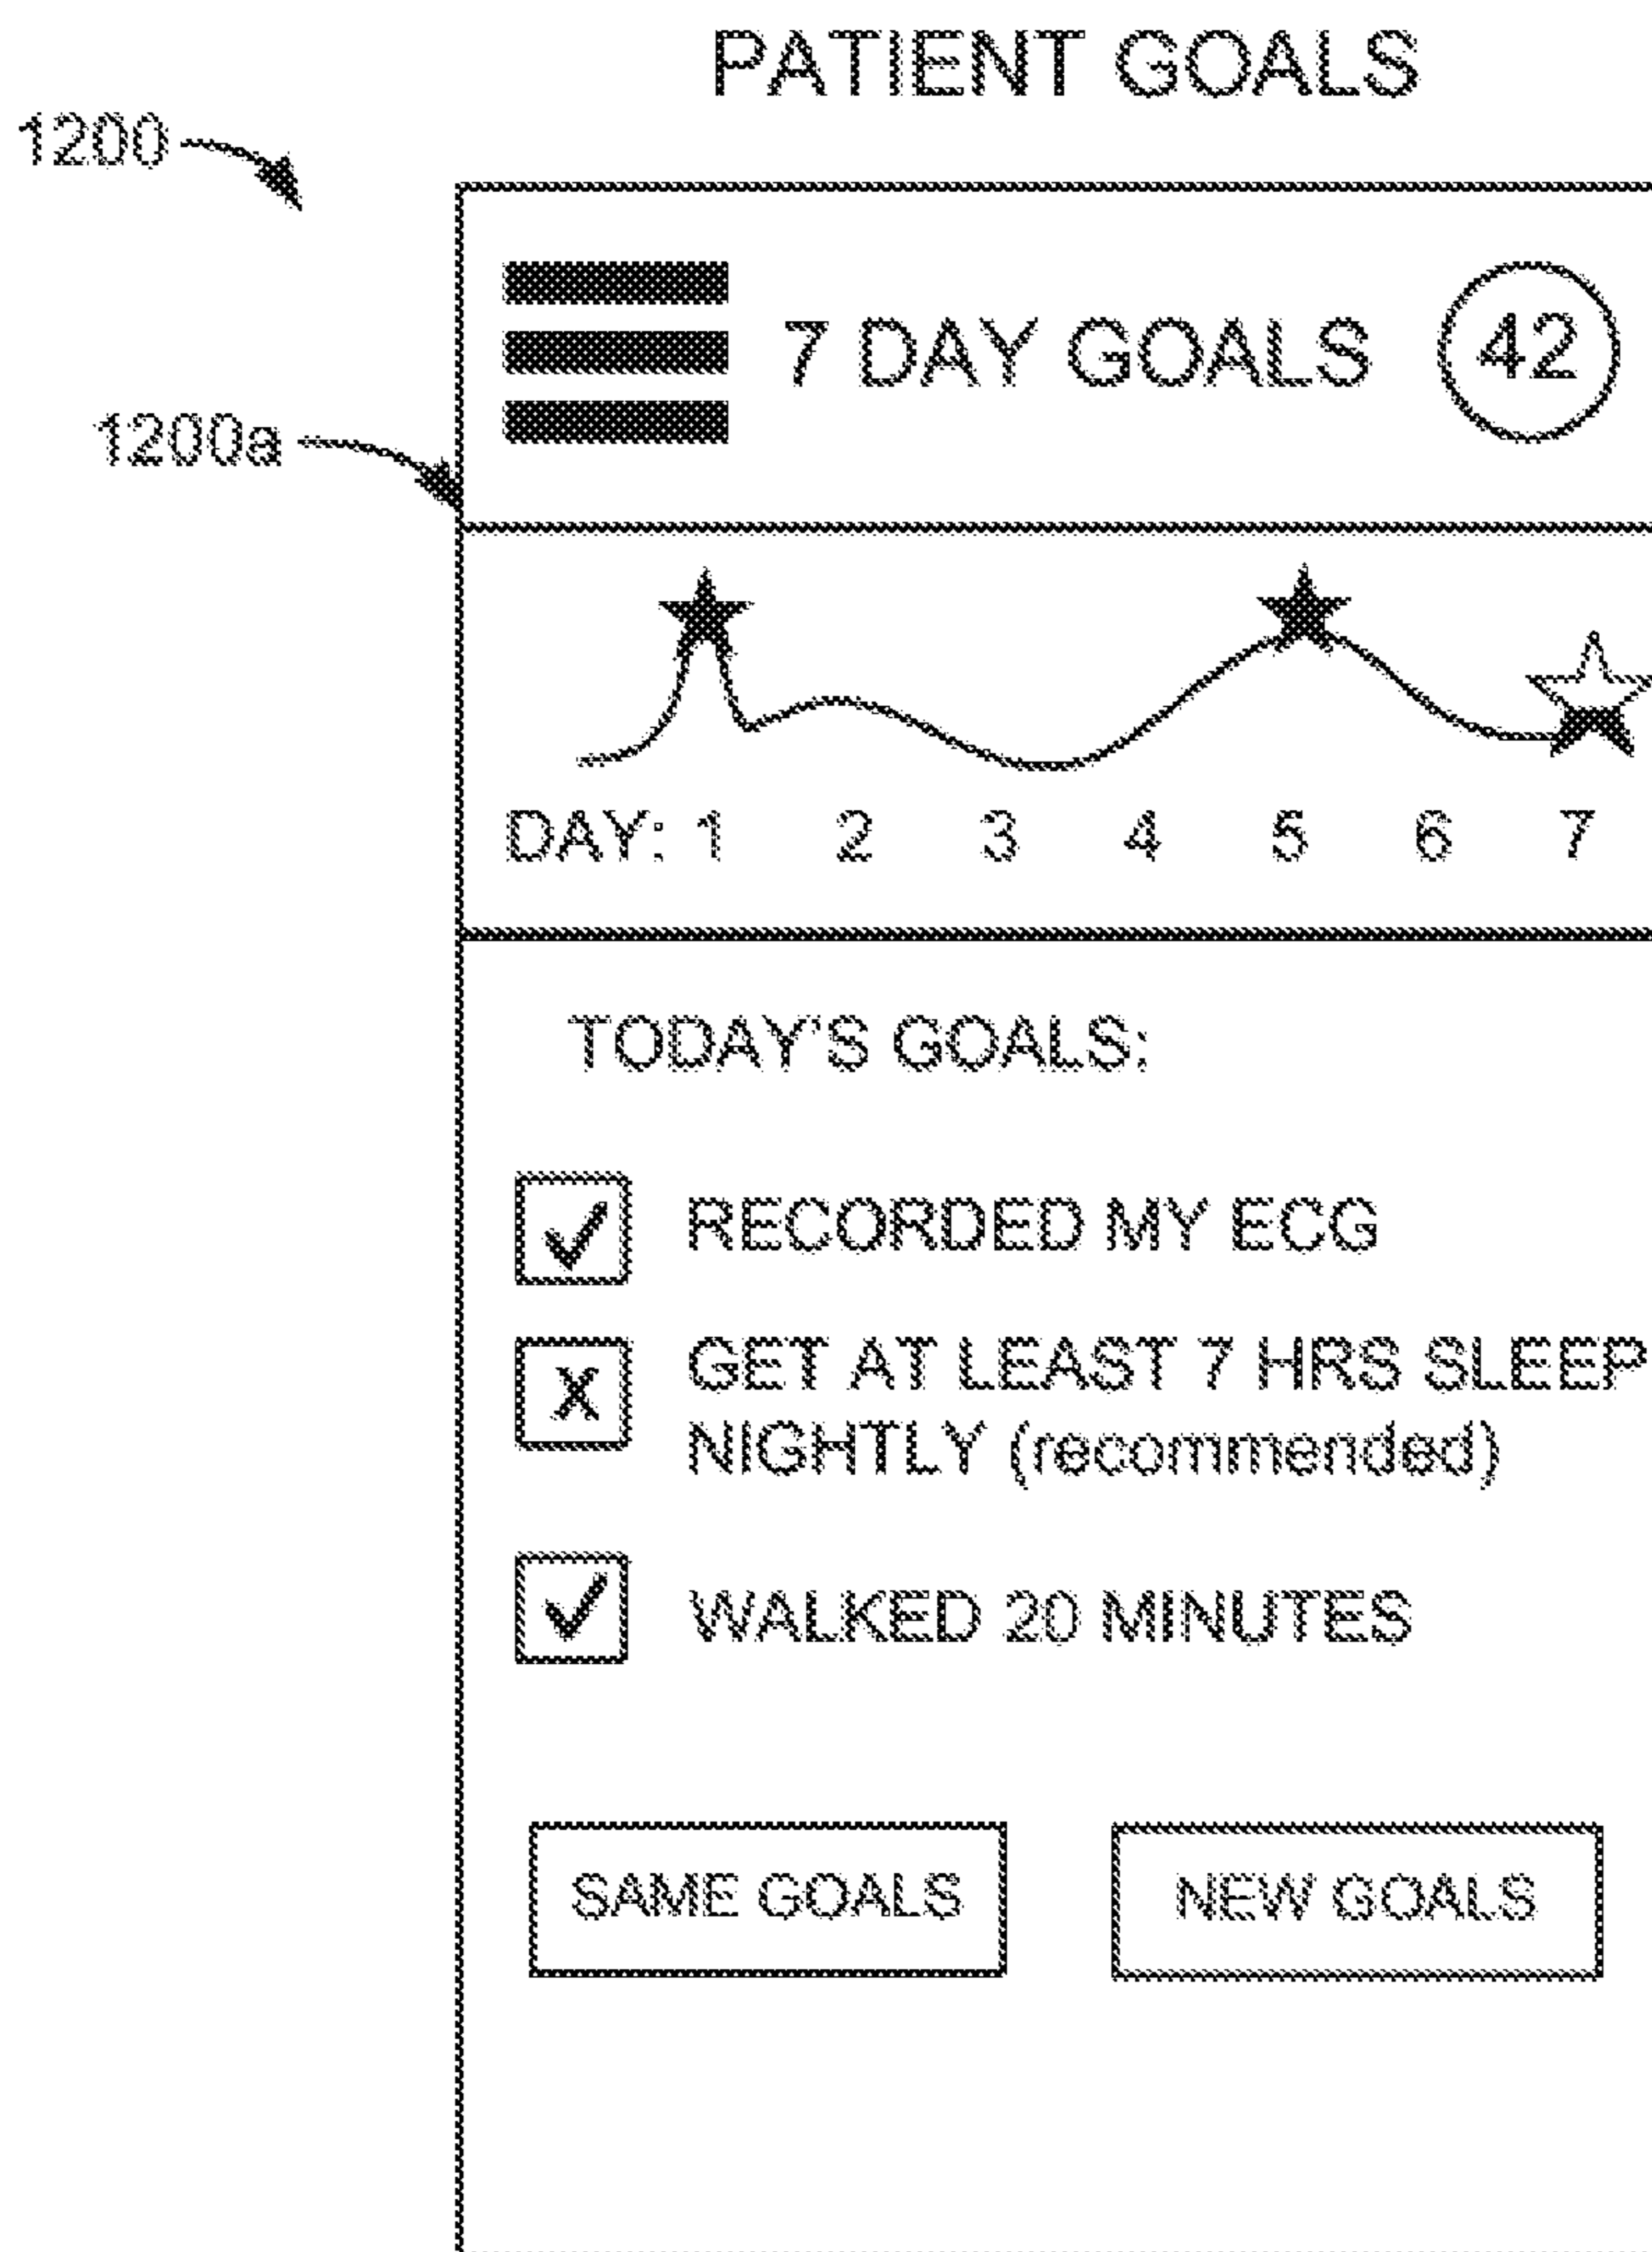 PATIENT GOALS
1200
7 DAY GOALS 42
1200a
DAY: 1 2 3 4 5 6 7
TODAY'S GOALS:
RECORDED MY ECG
X GET AT LEAST 7 HRS SLEEP
NIGHTLY (recommended)
WALKED 20 MINUTES
SAME GOALS NEW GOALS